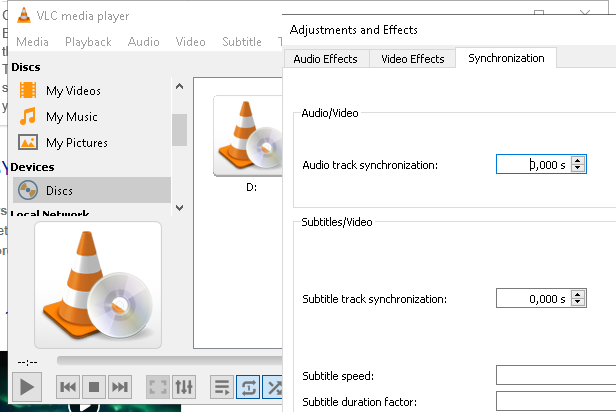 VLC media player
Adjustments and Effects
Media Playback Audio Video Subtitle
Audio Effects Video Effects Synchronization
Discs
My Videos
My Music
My Pictures
Devices
Discs
Local Network
D:
Audio/Video
Audio track synchronization: 0,000 s
Subtitles/Video
Subtitle track synchronization: 0,000 s
Subtitle speed:
Subtitle duration factor:
--:--